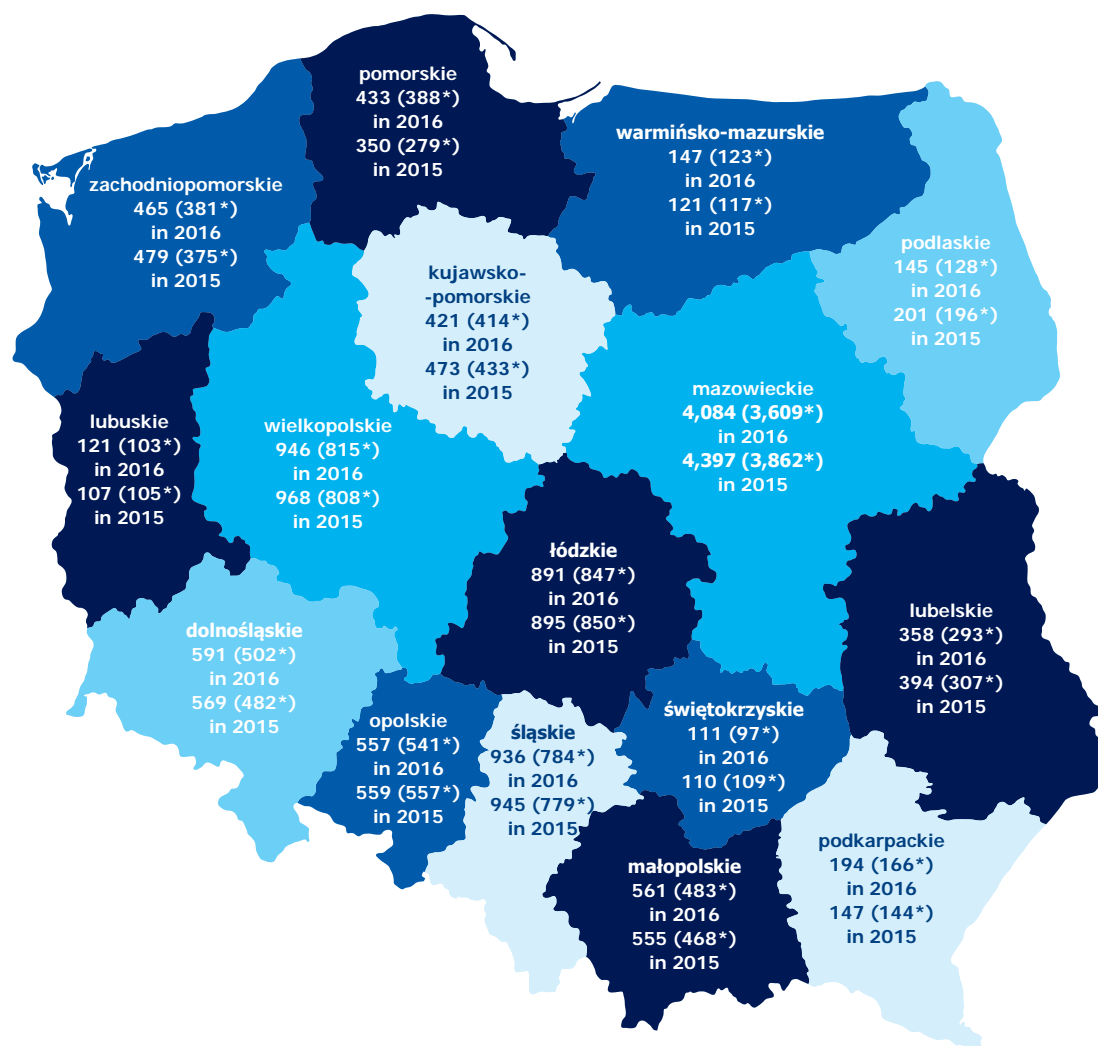 pomorskie
433 (388*)
in 2016
350 (279*)
in 2015
warmińsko-mazurskie
147 (123*)
in 2016
121 (117*)
in 2015
zachodniopomorskie
465 (381*)
in 2016
479 (375*)
in 2015
podlaskie
145 (128*)
in 2016
201 (196*)
in 2015
kujawsko-
-pomorskie
421 (414*)
in 2016
473 (433*)
in 2015
mazowieckie
4,084 (3,609*)
in 2016
4,397 (3,862*)
in 2015
lubuskie
121 (103*)
in 2016
107 (105*)
in 2015
wielkopolskie
946 (815*)
in 2016
968 (808*)
in 2015
łódzkie
891 (847*)
in 2016
895 (850*)
in 2015
lubelskie
358 (293*)
in 2016
394 (307*)
in 2015
dolnośląskie
591 (502*)
in 2016
569 (482*)
in 2015
opolskie
557 (541*)
in 2016
559 (557*)
in 2015
śląskie
936 (784*)
in 2016
945 (779*)
in 2015
świętokrzyskie
111 (97*)
in 2016
110 (109*)
in 2015
małopolskie
561 (483*)
in 2016
555 (468*)
in 2015
podkarpackie
194 (166*)
in 2016
147 (144*)
in 2015